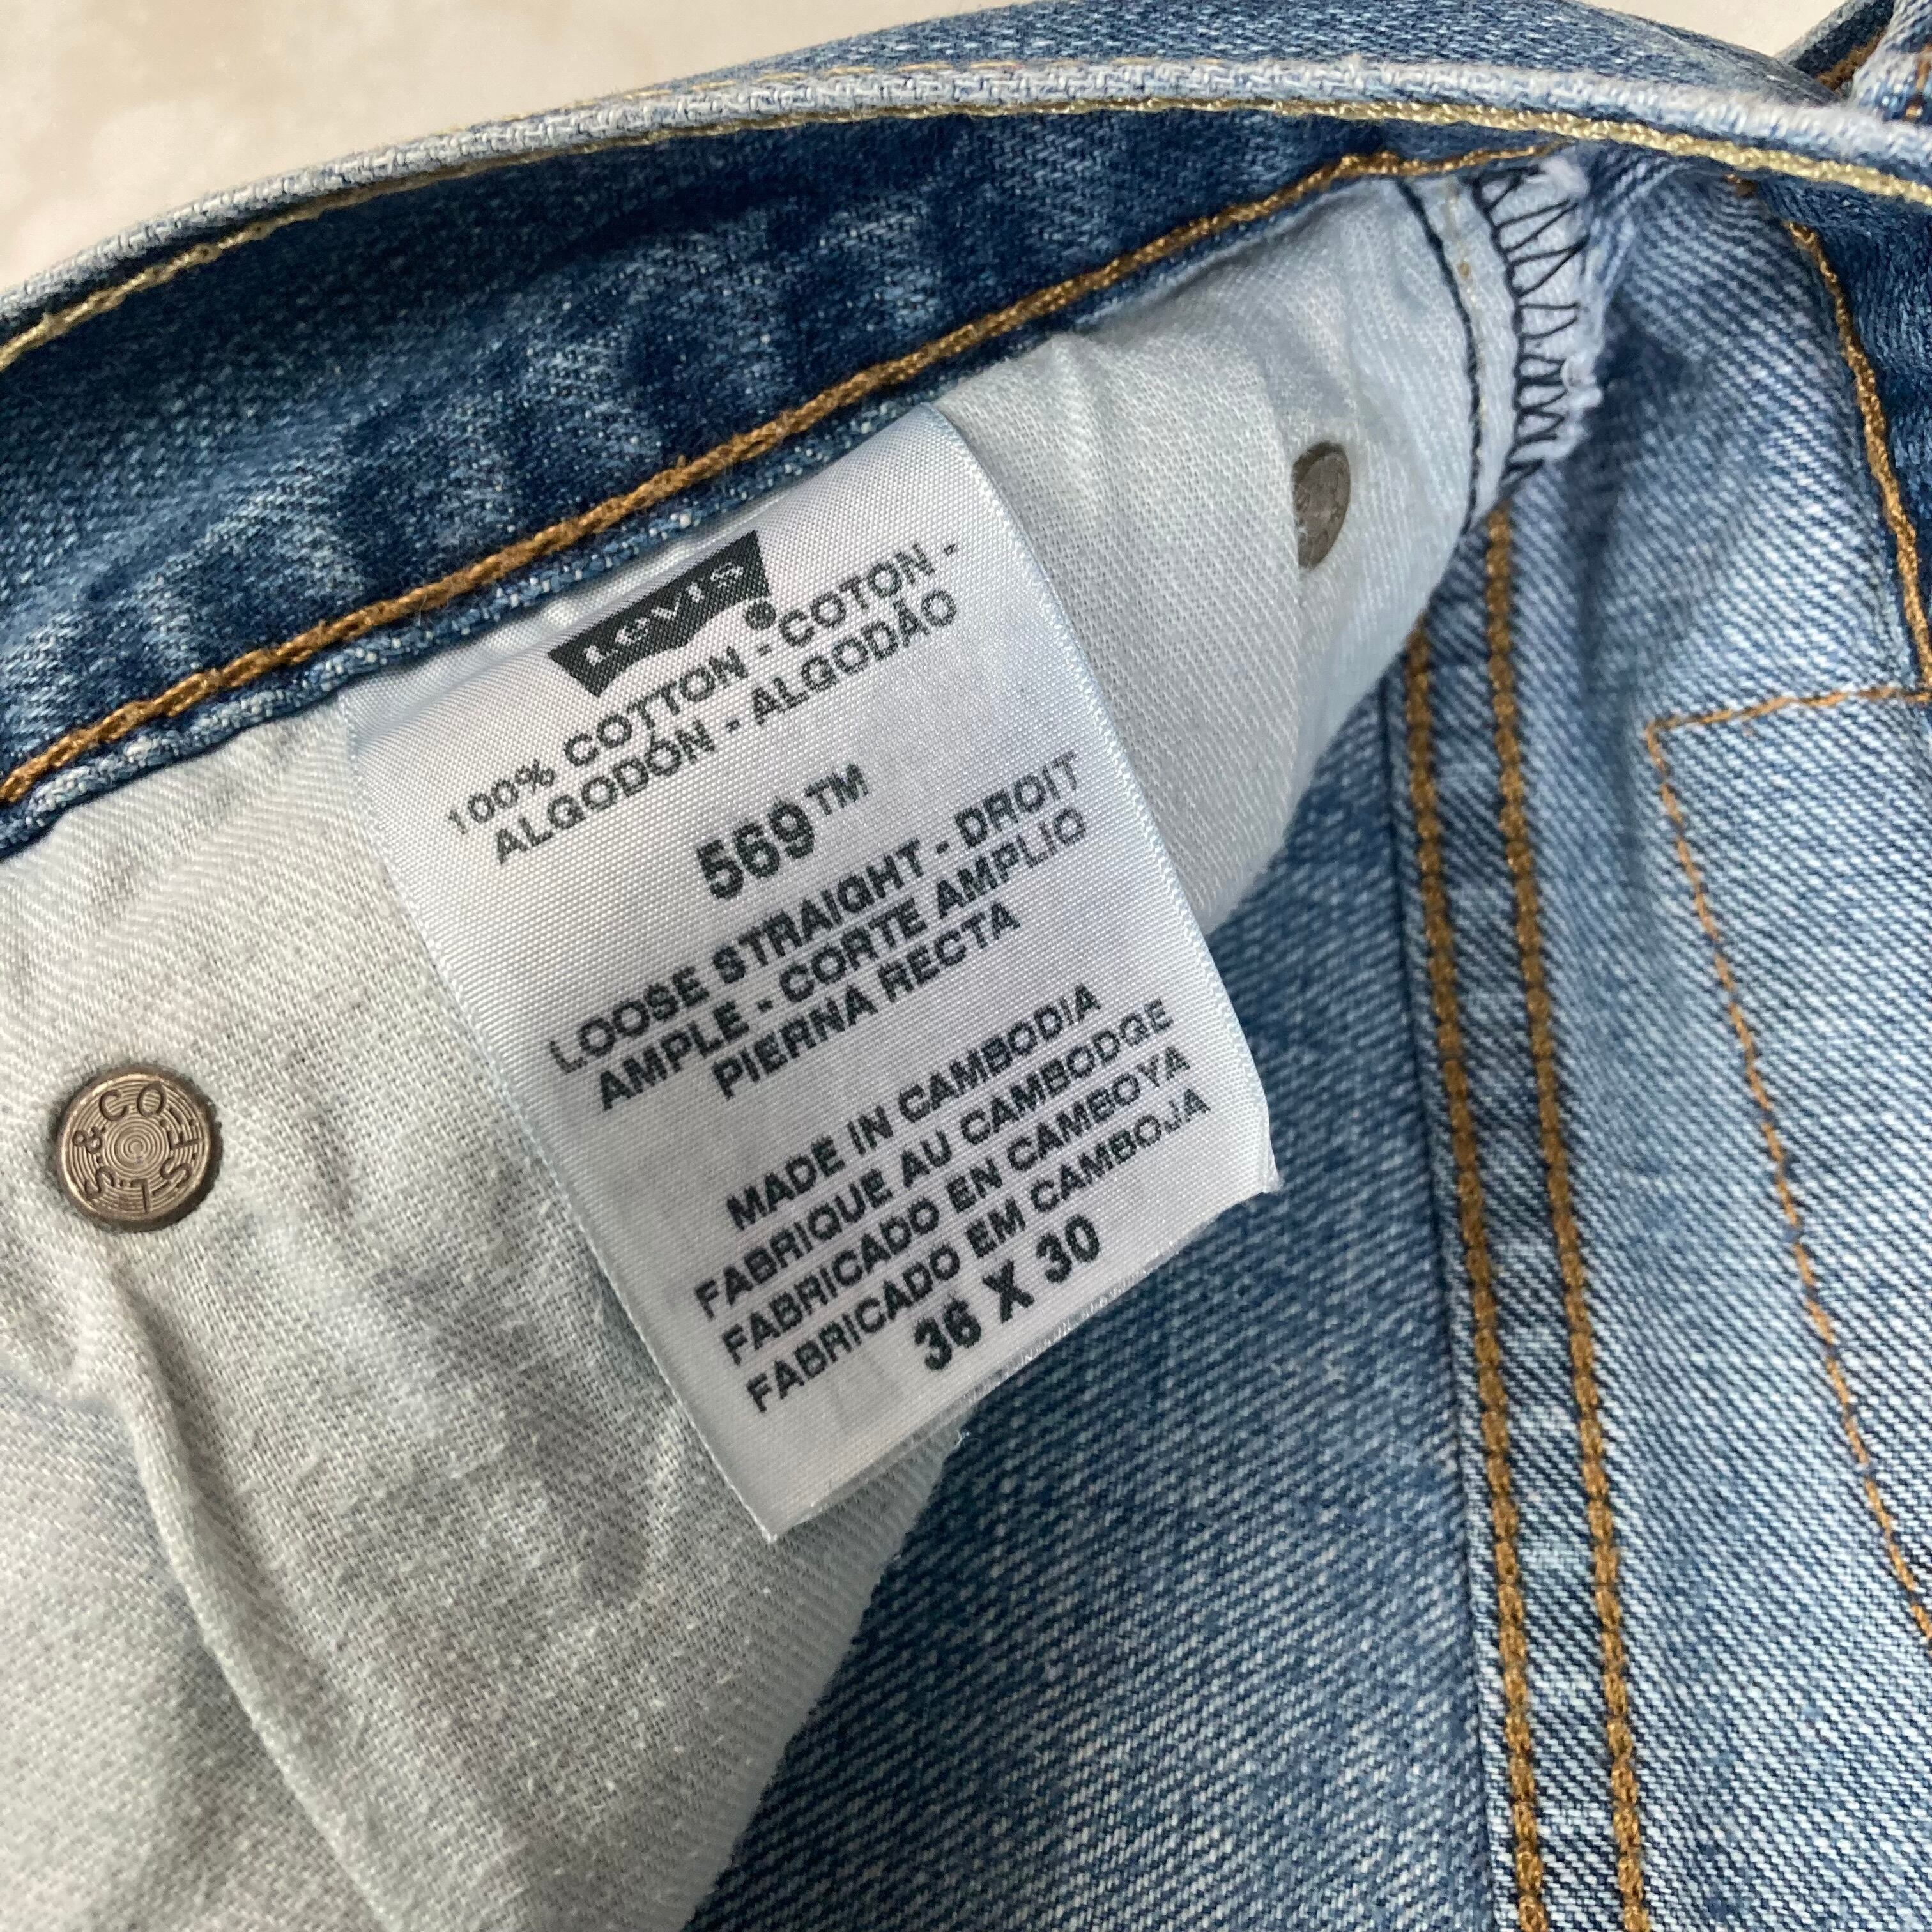 Levi's®
100% COTTON - COTON -
ALGODÓN - ALGODÃO
569™
LOOSE STRAIGHT - DROIT
AMPLE - CORTE AMPLIO
PIERNA RECTA
MADE IN CAMBODIA
FABRIQUE AU CAMBODGE
FABRICADO EN CAMBOYA
FABRICADO EM CAMBOJA
36 X 30
L.S. & CO. S.F.